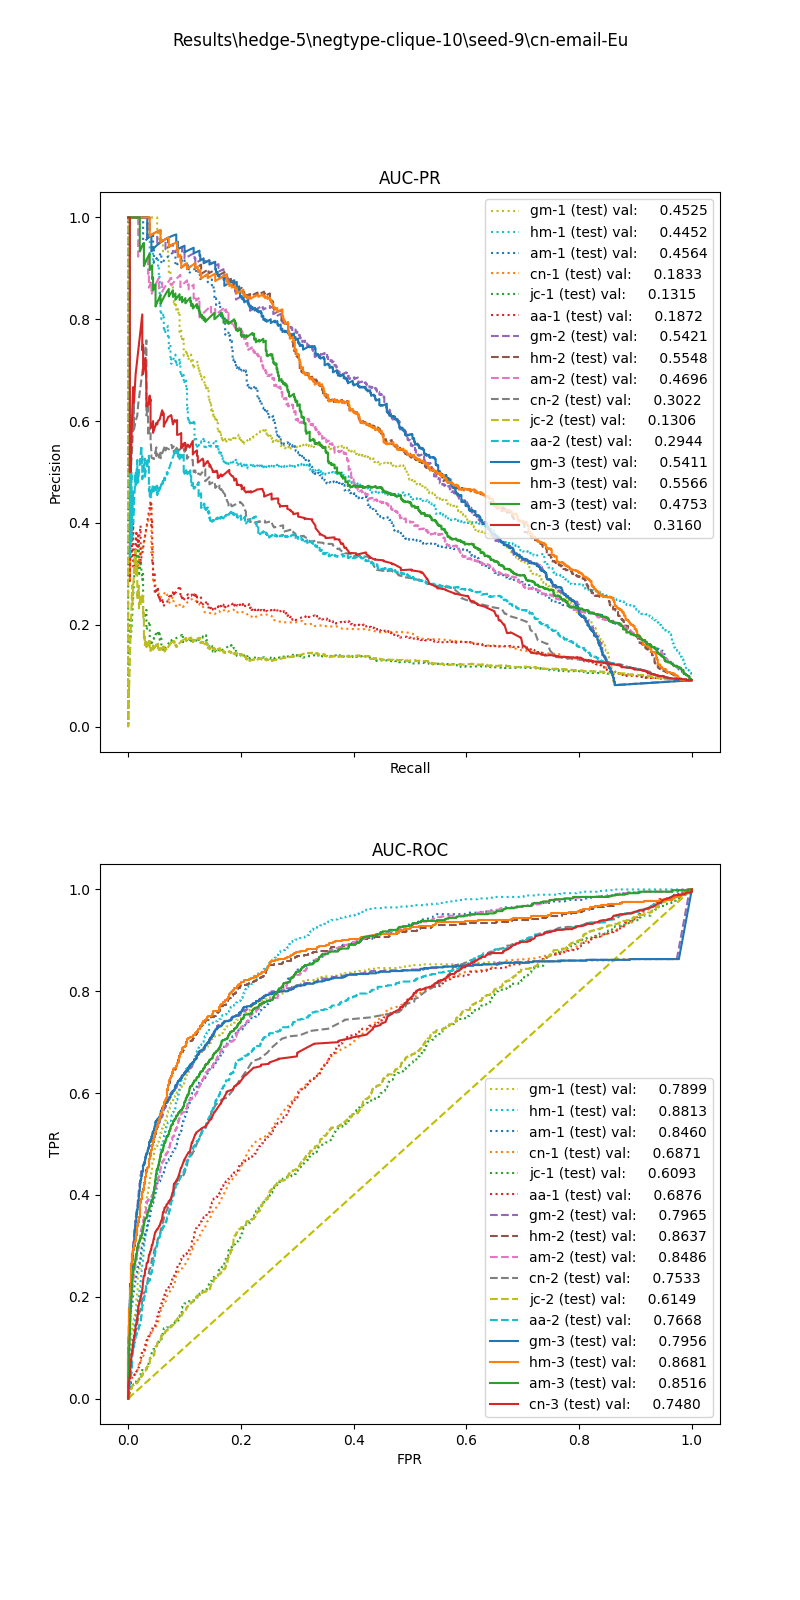 Results\hedge-5\negtype-clique-10\seed-9\cn-email-Eu
AUC-PR
1.0
0.8
0.6
0.4
0.2
0.0
Precision
gm-1 (test) val: 0.4525
hm-1 (test) val: 0.4452
am-1 (test) val: 0.4564
cn-1 (test) val: 0.1833
jc-1 (test) val: 0.1315
aa-1 (test) val: 0.1872
gm-2 (test) val: 0.5421
hm-2 (test) val: 0.5548
am-2 (test) val: 0.4696
cn-2 (test) val: 0.3022
jc-2 (test) val: 0.1306
aa-2 (test) val: 0.2944
gm-3 (test) val: 0.5411
hm-3 (test) val: 0.5566
am-3 (test) val: 0.4753
cn-3 (test) val: 0.3160
Recall
AUC-ROC
1.0
0.8
0.6
0.4
0.2
0.0
TPR
gm-1 (test) val: 0.7899
hm-1 (test) val: 0.8813
am-1 (test) val: 0.8460
cn-1 (test) val: 0.6871
jc-1 (test) val: 0.6093
aa-1 (test) val: 0.6876
gm-2 (test) val: 0.7965
hm-2 (test) val: 0.8637
am-2 (test) val: 0.8486
cn-2 (test) val: 0.7533
jc-2 (test) val: 0.6149
aa-2 (test) val: 0.7668
gm-3 (test) val: 0.7956
hm-3 (test) val: 0.8681
am-3 (test) val: 0.8516
cn-3 (test) val: 0.7480
0.0 0.2 0.4 0.6 0.8 1.0
FPR